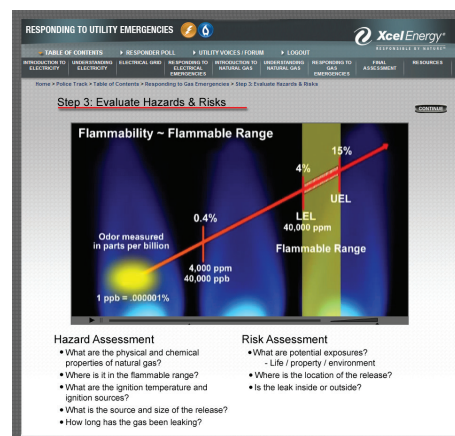 RESPONDING TO UTILITY EMERGENCIES
Xcel Energy®
RESPONSIBLE BY NATURE™
TABLE OF CONTENTS
RESPONDER POLL
UTILITY VOICES / FORUM
LOGOUT
INTRODUCTION TO ELECTRICITY
UNDERSTANDING ELECTRICITY
ELECTRICAL GRID
RESPONDING TO ELECTRICAL EMERGENCIES
INTRODUCTION TO NATURAL GAS
UNDERSTANDING NATURAL GAS
RESPONDING TO GAS EMERGENCIES
FINAL ASSESSMENT
RESOURCES
Home > Police Track > Table of Contents > Responding to Gas Emergencies > Step 3: Evaluate Hazards & Risks
Step 3: Evaluate Hazards & Risks
CONTINUE
Flammability ~ Flammable Range
15%
4%
UEL
0.4%
LEL
40,000 ppm
Odor measured
in parts per billion
Flammable Range
4,000 ppm
40,000 ppb
1 ppb = .000001%
Hazard Assessment
• What are the physical and chemical
properties of natural gas?
• Where is it in the flammable range?
• What are the ignition temperature and
ignition sources?
• What is the source and size of the release?
• How long has the gas been leaking?
Risk Assessment
• What are potential exposures?
- Life / property / environment
• Where is the location of the release?
• Is the leak inside or outside?